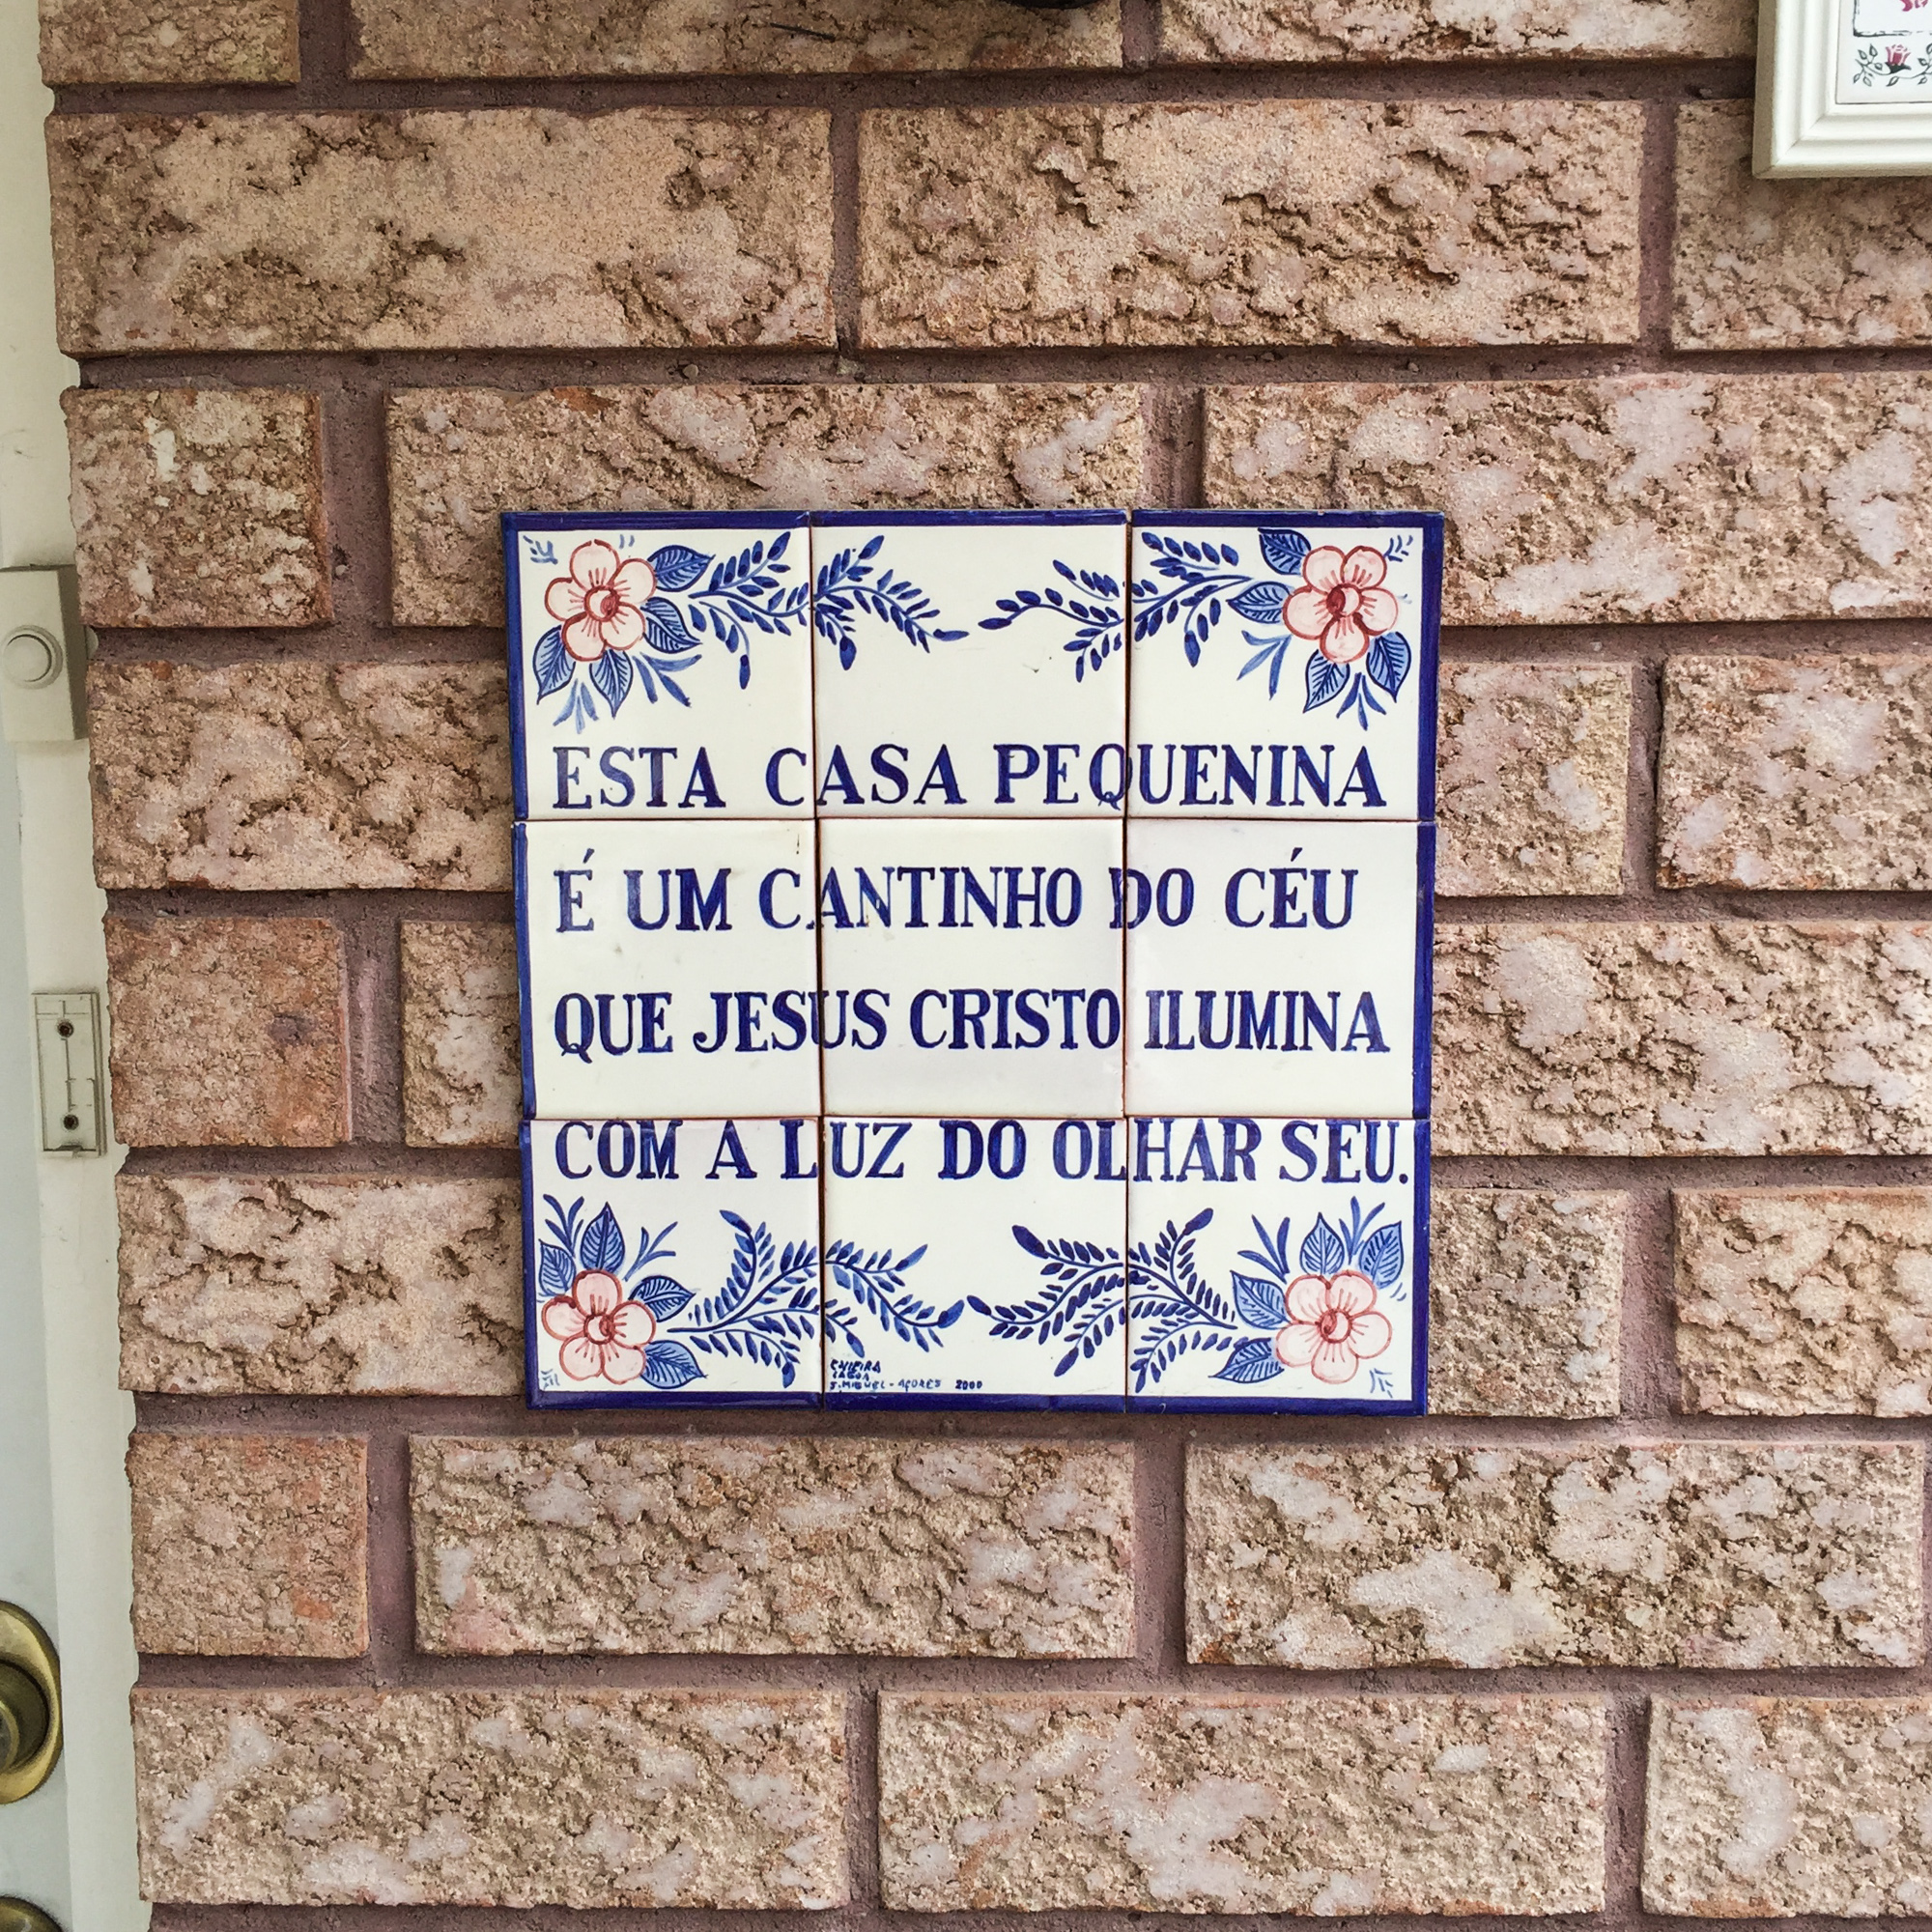 ESTA CASA PEQUENINA
É UM CANTINHO DO CÉU
QUE JESUS CRISTO ILUMINA
COM A LUZ DO OLHAR SEU.
LAGOA
S. MIGUEL - AÇORES 2000